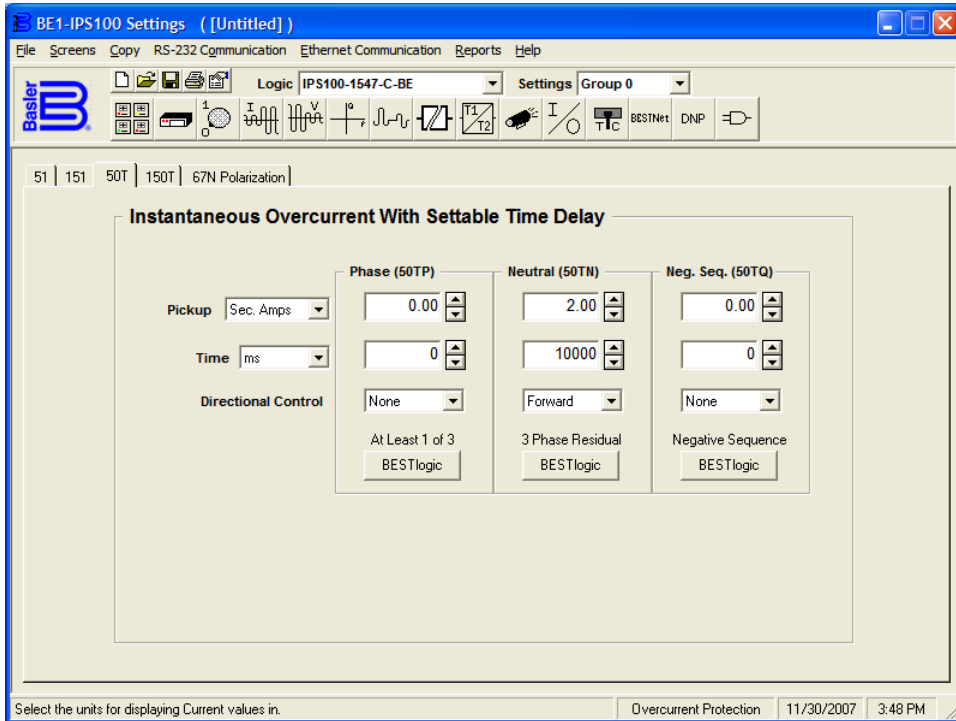 BE1-IPS100 Settings ( [Untitled] )
File Screens Copy RS-232 Communication Ethernet Communication Reports Help
Basler
Logic IPS100-1547-C-BE Settings Group 0
1 0 I V T1 T2 I O T C BESTNet DNP
51 151 50T 150T 67N Polarization
Instantaneous Overcurrent With Settable Time Delay
Phase (50TP) Neutral (50TN) Neg. Seq. (50TQ)
Pickup Sec. Amps 0.00 2.00 0.00
Time ms 0 10000 0
Directional Control None Forward None
At Least 1 of 3 3 Phase Residual Negative Sequence
BESTlogic BESTlogic BESTlogic
Select the units for displaying Current values in. Overcurrent Protection 11/30/2007 3:48 PM